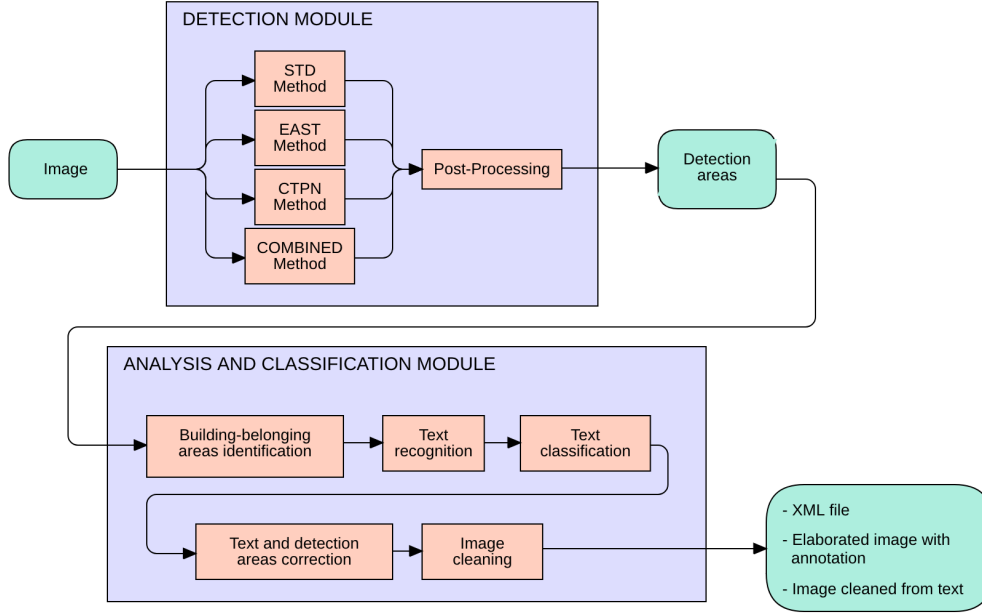 DETECTION MODULE
STD
Method
EAST
Method
CTPN
Method
COMBINED
Method
Image
Post-Processing
Detection
areas
ANALYSIS AND CLASSIFICATION MODULE
Building-belonging
areas identification
Text
recognition
Text
classification
Text and detection
areas correction
Image
cleaning
- XML file
- Elaborated image with
annotation
- Image cleaned from text